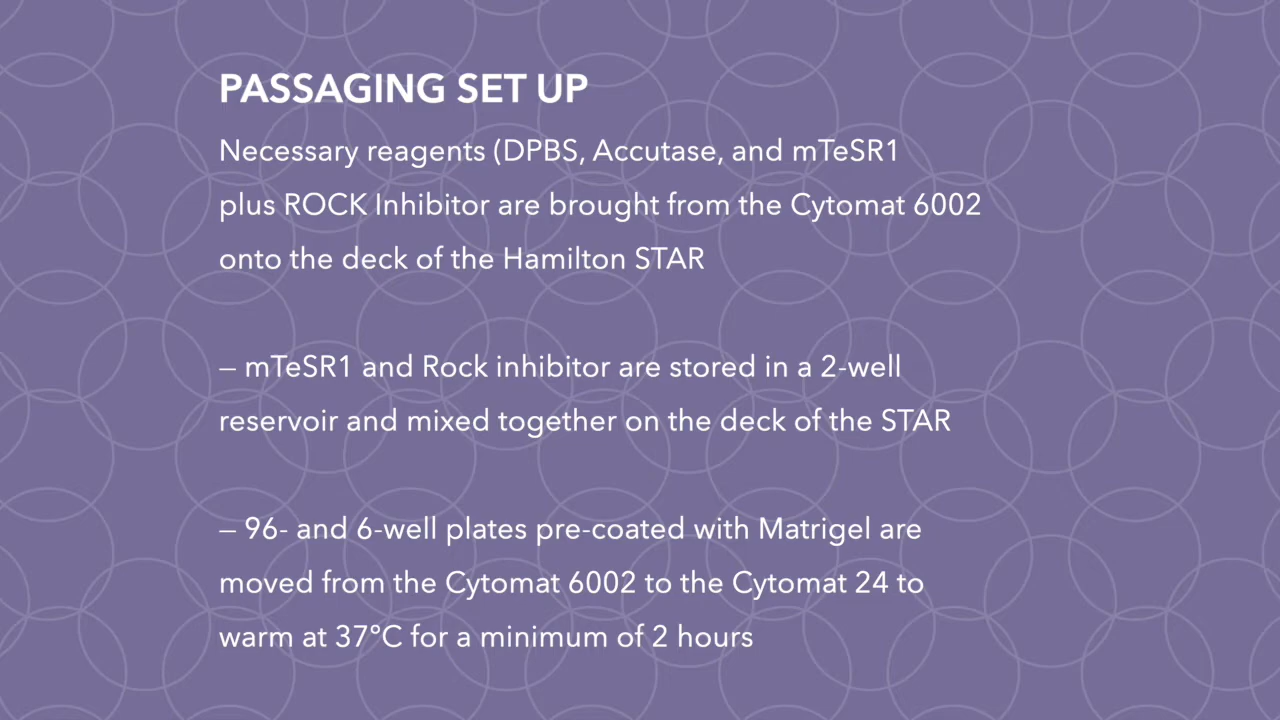 PASSAGING SET UP
Necessary reagents (DPBS, Accutase, and mTeSR1
plus ROCK Inhibitor are brought from the Cytomat 6002
onto the deck of the Hamilton STAR
– mTeSR1 and Rock inhibitor are stored in a 2-well
reservoir and mixed together on the deck of the STAR
– 96- and 6-well plates pre-coated with Matrigel are
moved from the Cytomat 6002 to the Cytomat 24 to
warm at 37°C for a minimum of 2 hours